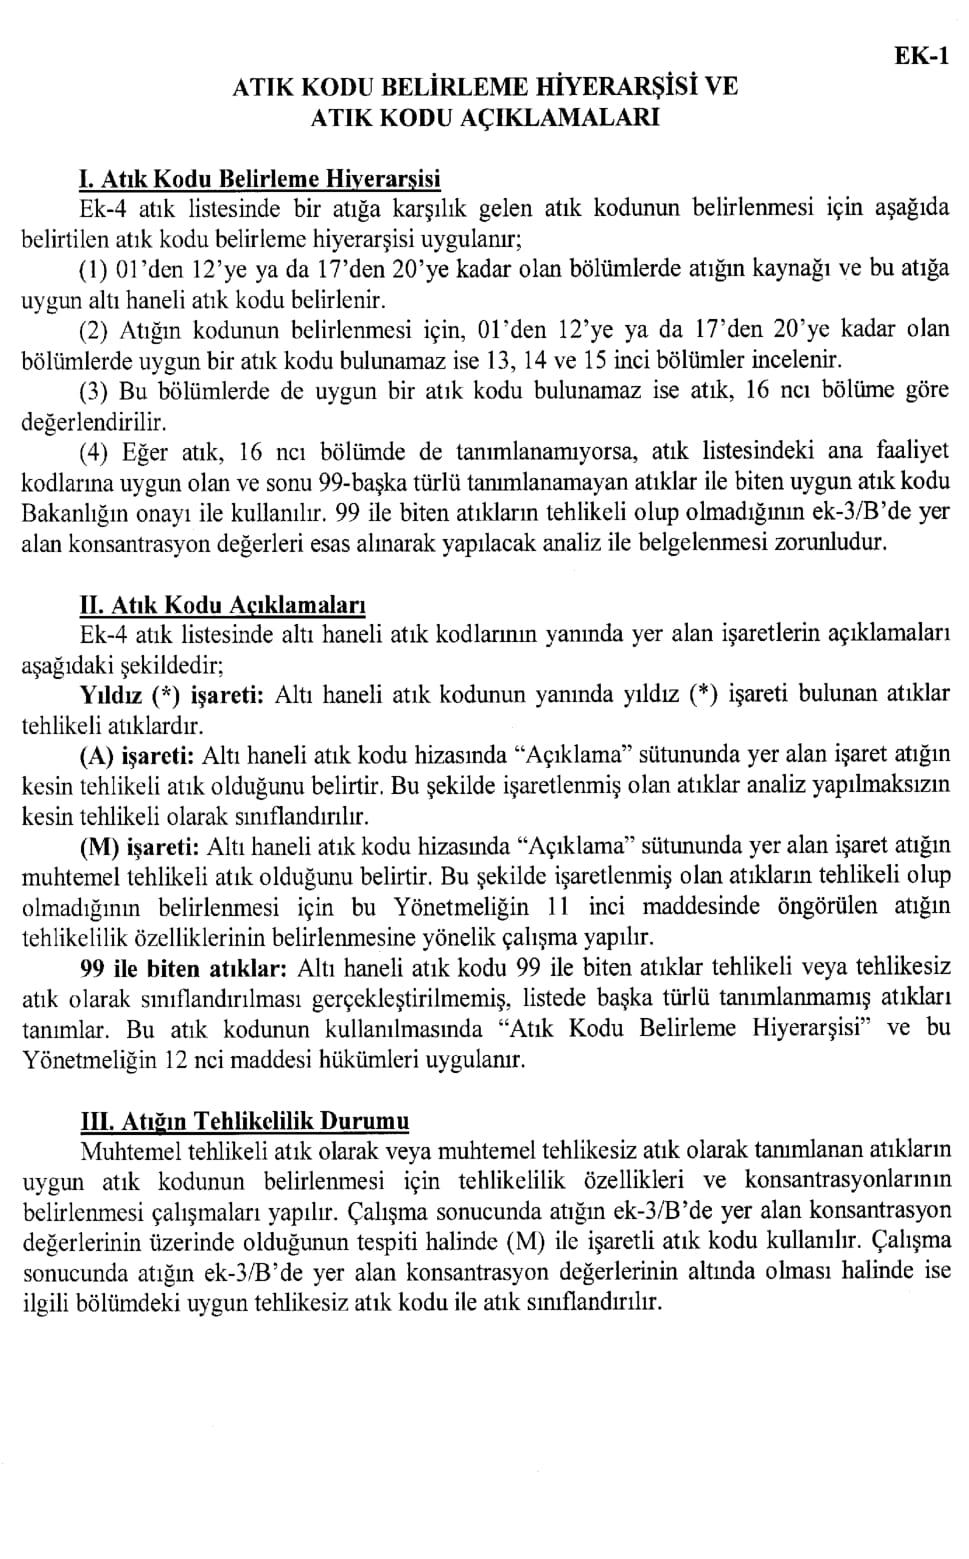 EK-1
ATIK KODU BELİRLEME HİYERARŞİSİ VE
ATIK KODU AÇIKLAMALARI
I. Atık Kodu Belirleme Hiyerarşisi
Ek-4 atık listesinde bir atığa karşılık gelen atık kodunun belirlenmesi için aşağıda
belirtilen atık kodu belirleme hiyerarşisi uygulanır;
(1) 01’den 12’ye ya da 17’den 20’ye kadar olan bölümlerde atığın kaynağı ve bu atığa
uygun altı haneli atık kodu belirlenir.
(2) Atığın kodunun belirlenmesi için, 01’den 12’ye ya da 17’den 20’ye kadar olan
bölümlerde uygun bir atık kodu bulunamaz ise 13, 14 ve 15 inci bölümler incelenir.
(3) Bu bölümlerde de uygun bir atık kodu bulunamaz ise atık, 16 ncı bölüme göre
değerlendirilir.
(4) Eğer atık, 16 ncı bölümde de tanımlanamıyorsa, atık listesindeki ana faaliyet
kodlarına uygun olan ve sonu 99-başka türlü tanımlanamayan atıklar ile biten uygun atık kodu
Bakanlığın onayı ile kullanılır. 99 ile biten atıkların tehlikeli olup olmadığının ek-3/B’de yer
alan konsantrasyon değerleri esas alınarak yapılacak analiz ile belgelenmesi zorunludur.
II. Atık Kodu Açıklamaları
Ek-4 atık listesinde altı haneli atık kodlarının yanında yer alan işaretlerin açıklamaları
aşağıdaki şekildedir;
Yıldız (*) işareti: Altı haneli atık kodunun yanında yıldız (*) işareti bulunan atıklar
tehlikeli atıklardır.
(A) işareti: Altı haneli atık kodu hizasında “Açıklama” sütununda yer alan işaret atığın
kesin tehlikeli atık olduğunu belirtir. Bu şekilde işaretlenmiş olan atıklar analiz yapılmaksızın
kesin tehlikeli olarak sınıflandırılır.
(M) işareti: Altı haneli atık kodu hizasında “Açıklama” sütununda yer alan işaret atığın
muhtemel tehlikeli atık olduğunu belirtir. Bu şekilde işaretlenmiş olan atıkların tehlikeli olup
olmadığının belirlenmesi için bu Yönetmeliğin 11 inci maddesinde öngörülen atığın
tehlikelilik özelliklerinin belirlenmesine yönelik çalışma yapılır.
99 ile biten atıklar: Altı haneli atık kodu 99 ile biten atıklar tehlikeli veya tehlikesiz
atık olarak sınıflandırılması gerçekleştirilmemiş, listede başka türlü tanımlanmamış atıkları
tanımlar. Bu atık kodunun kullanılmasında “Atık Kodu Belirleme Hiyerarşisi” ve bu
Yönetmeliğin 12 nci maddesi hükümleri uygulanır.
III. Atığın Tehlikelilik Durumu
Muhtemel tehlikeli atık olarak veya muhtemel tehlikesiz atık olarak tanımlanan atıkların
uygun atık kodunun belirlenmesi için tehlikelilik özellikleri ve konsantrasyonlarının
belirlenmesi çalışmaları yapılır. Çalışma sonucunda atığın ek-3/B’de yer alan konsantrasyon
değerlerinin üzerinde olduğunun tespiti halinde (M) ile işaretli atık kodu kullanılır. Çalışma
sonucunda atığın ek-3/B’de yer alan konsantrasyon değerlerinin altında olması halinde ise
ilgili bölümdeki uygun tehlikesiz atık kodu ile atık sınıflandırılır.